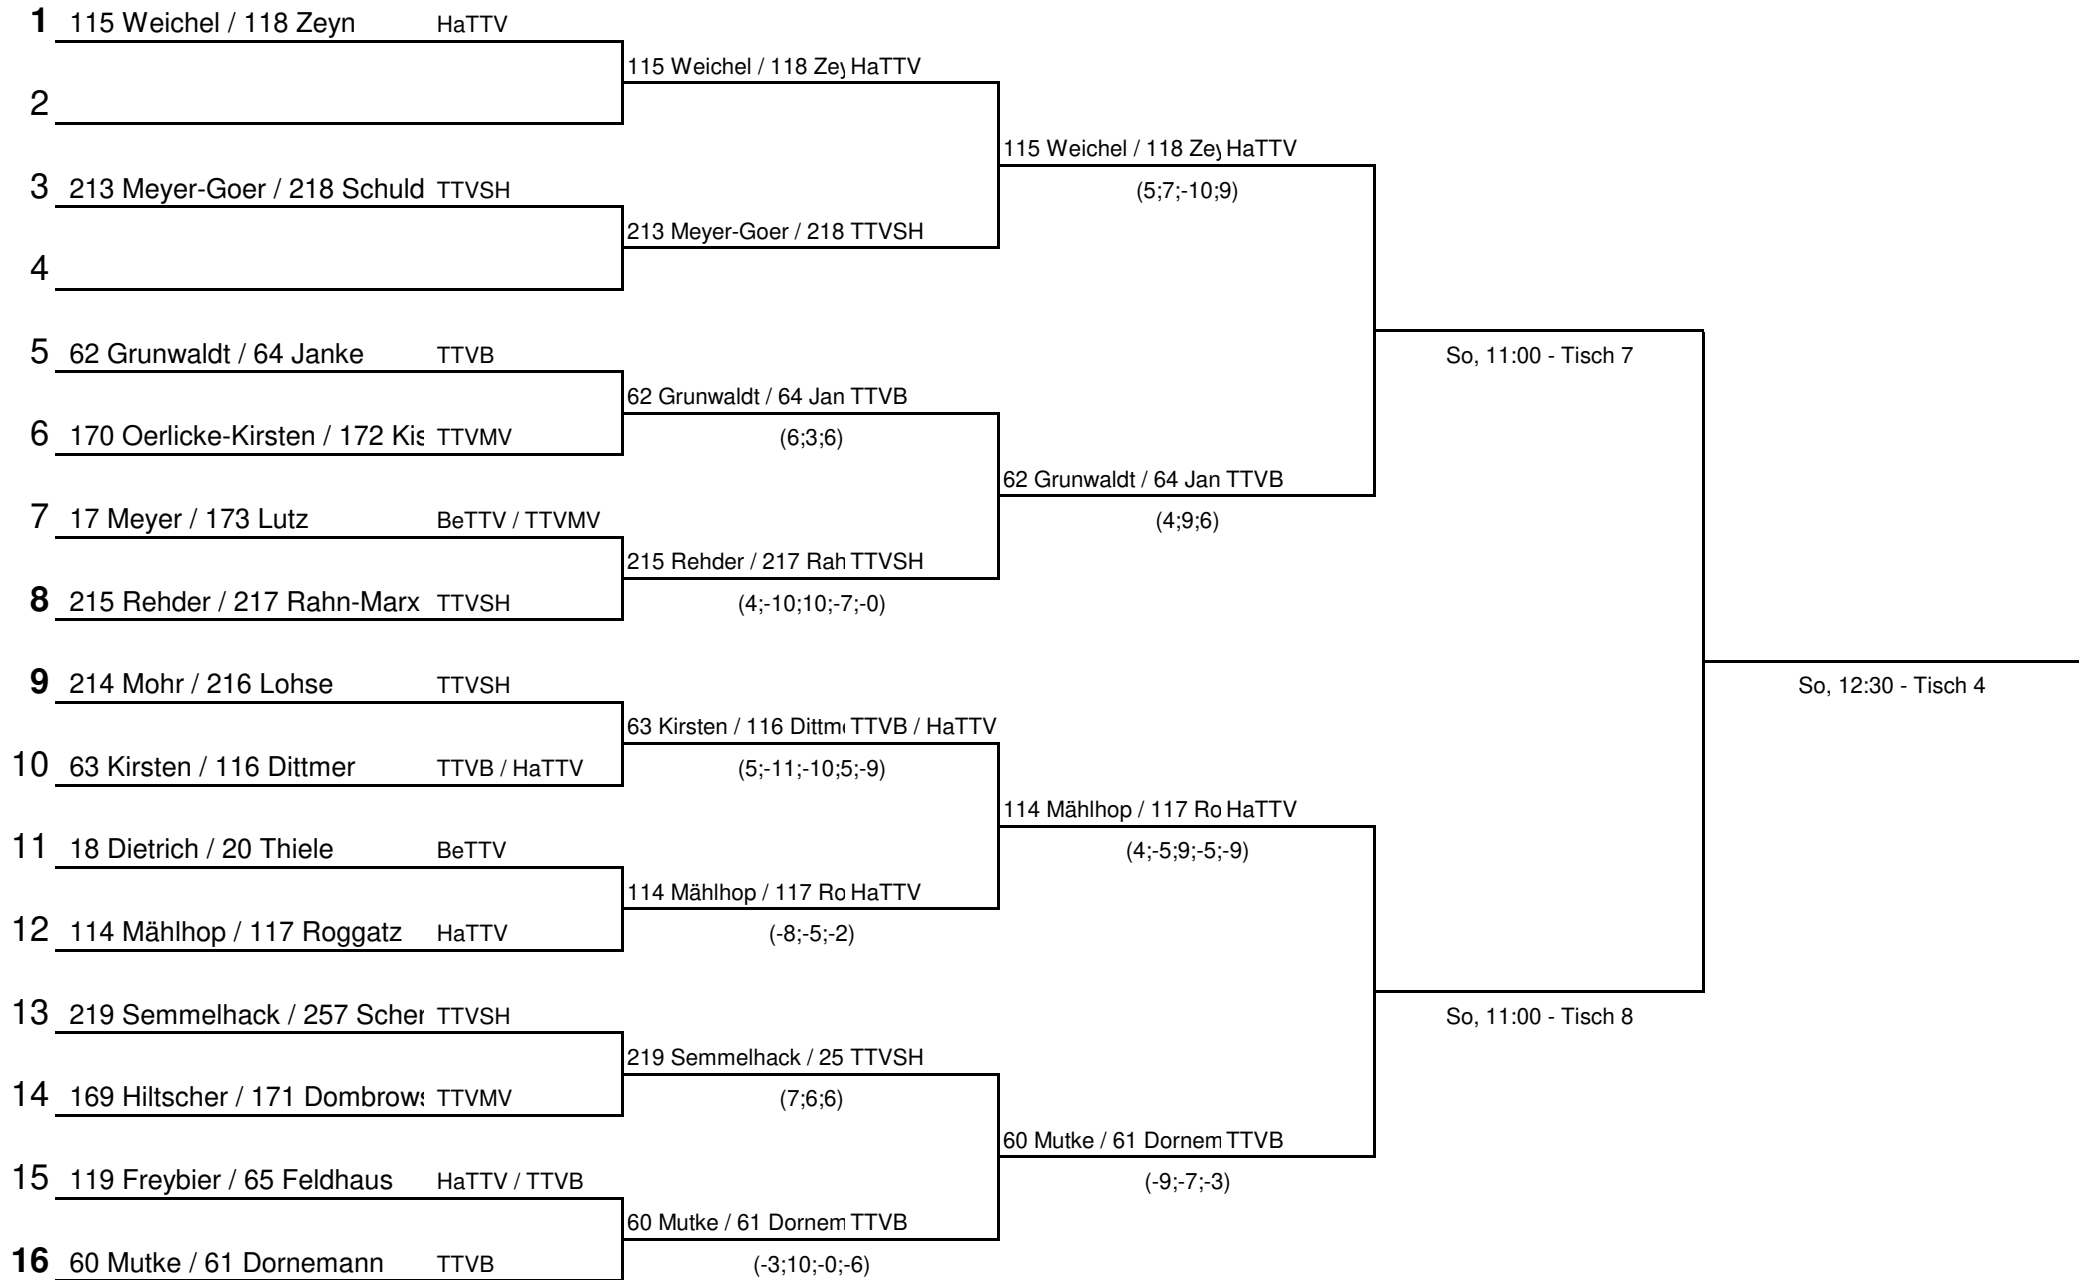 1 115 Weichel / 118 Zeyn HaTTV
115 Weichel / 118 Zey HaTTV
2
115 Weichel / 118 Zey HaTTV
3 213 Meyer-Goer / 218 Schuld TTVSH
(5;7;-10;9)
213 Meyer-Goer / 218 TTVSH
4
5 62 Grunwaldt / 64 Janke TTVB
So, 11:00 - Tisch 7
62 Grunwaldt / 64 Jan TTVB
6 170 Oerlicke-Kirsten / 172 Kis TTVMV
(6;3;6)
62 Grunwaldt / 64 Jan TTVB
7 17 Meyer / 173 Lutz BeTTV / TTVMV
(4;9;6)
215 Rehder / 217 Rah TTVSH
8 215 Rehder / 217 Rahn-Marx TTVSH
(4;-10;10;-7;-0)
9 214 Mohr / 216 Lohse TTVSH
So, 12:30 - Tisch 4
63 Kirsten / 116 Dittme TTVB / HaTTV
10 63 Kirsten / 116 Dittmer TTVB / HaTTV
(5;-11;-10;5;-9)
114 Mählhop / 117 Ro HaTTV
11 18 Dietrich / 20 Thiele BeTTV
(4;-5;9;-5;-9)
114 Mählhop / 117 Ro HaTTV
12 114 Mählhop / 117 Roggatz HaTTV
(-8;-5;-2)
13 219 Semmelhack / 257 Scher TTVSH
So, 11:00 - Tisch 8
219 Semmelhack / 25 TTVSH
14 169 Hiltscher / 171 Dombrows TTVMV
(7;6;6)
60 Mutke / 61 Dornem TTVB
15 119 Freybier / 65 Feldhaus HaTTV / TTVB
(-9;-7;-3)
60 Mutke / 61 Dornem TTVB
16 60 Mutke / 61 Dornemann TTVB
(-3;10;-0;-6)